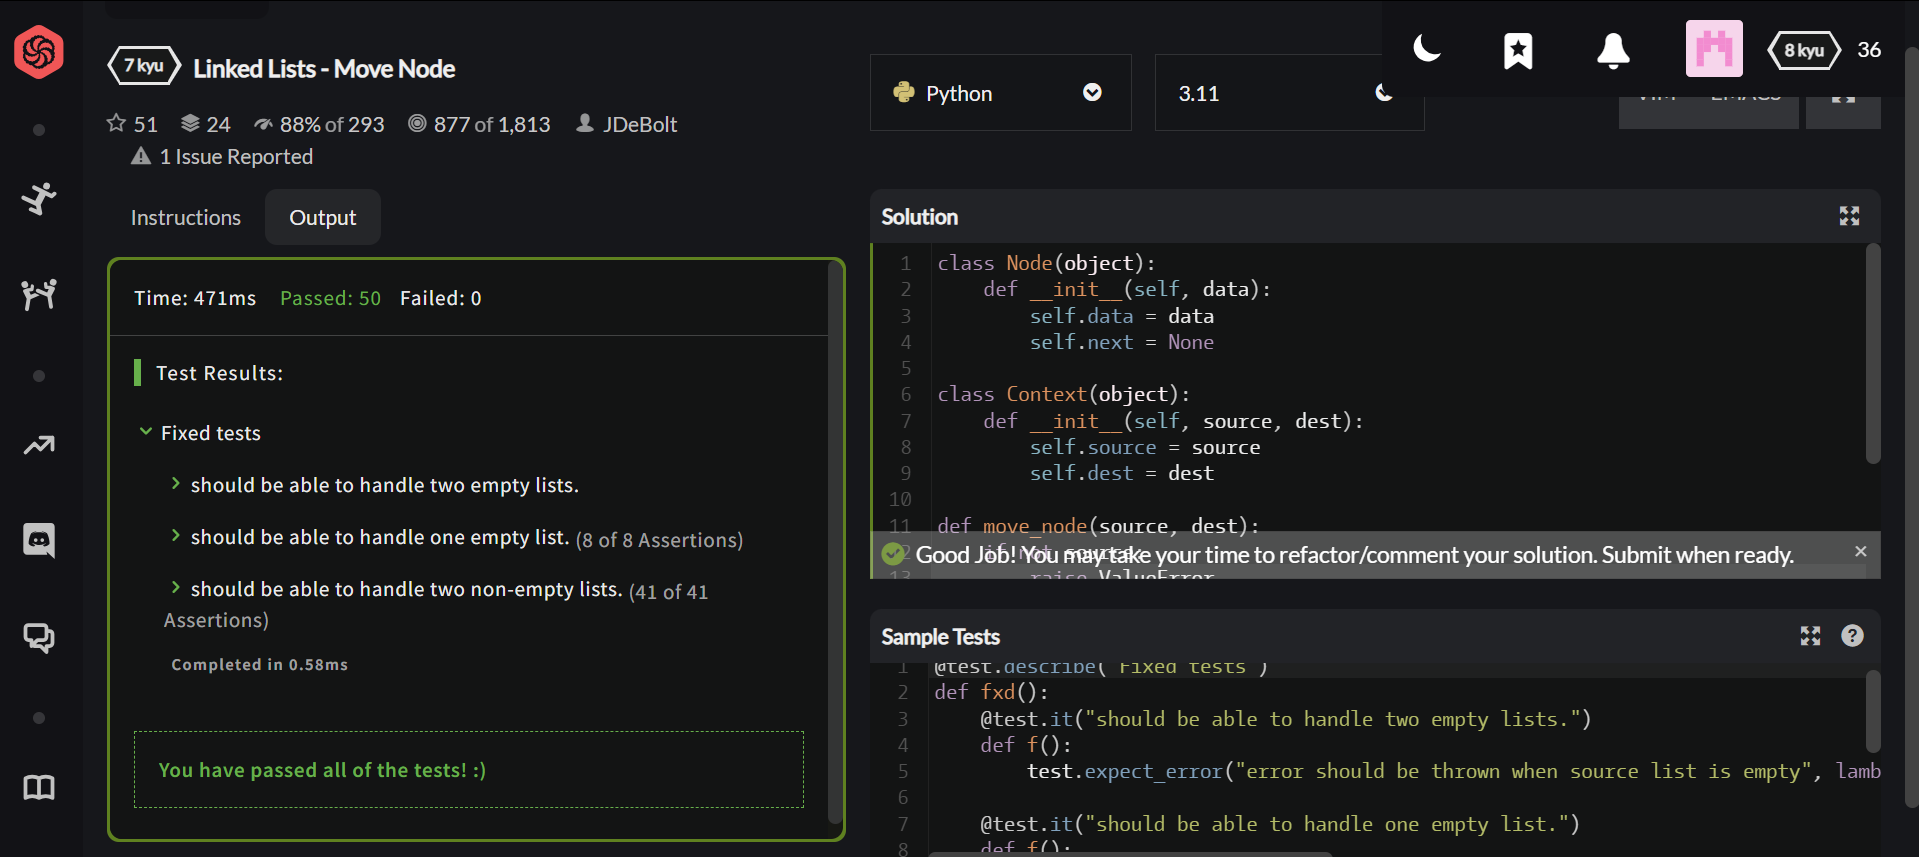 7 kyu Linked Lists - Move Node
51 24 88% of 293 877 of 1,813 JDeBolt
1 Issue Reported
Python
3.11
8 kyu 36
Instructions Output
Time: 471ms Passed: 50 Failed: 0
Test Results:
Fixed tests
should be able to handle two empty lists.
should be able to handle one empty list. (8 of 8 Assertions)
should be able to handle two non-empty lists. (41 of 41
Assertions)
Completed in 0.58ms
You have passed all of the tests! :)
Solution
1 class Node(object):
2 def __init__(self, data):
3 self.data = data
4 self.next = None
5
6 class Context(object):
7 def __init__(self, source, dest):
8 self.source = source
9 self.dest = dest
10
11 def move_node(source, dest):
Good Job! You may take your time to refactor/comment your solution. Submit when ready.
13 raise ValueError
Sample Tests
1 @test.describe('Fixed tests')
2 def fxd():
3 @test.it("should be able to handle two empty lists.")
4 def f():
5 test.expect_error("error should be thrown when source list is empty", lamb
6
7 @test.it("should be able to handle one empty list.")
8 def f():